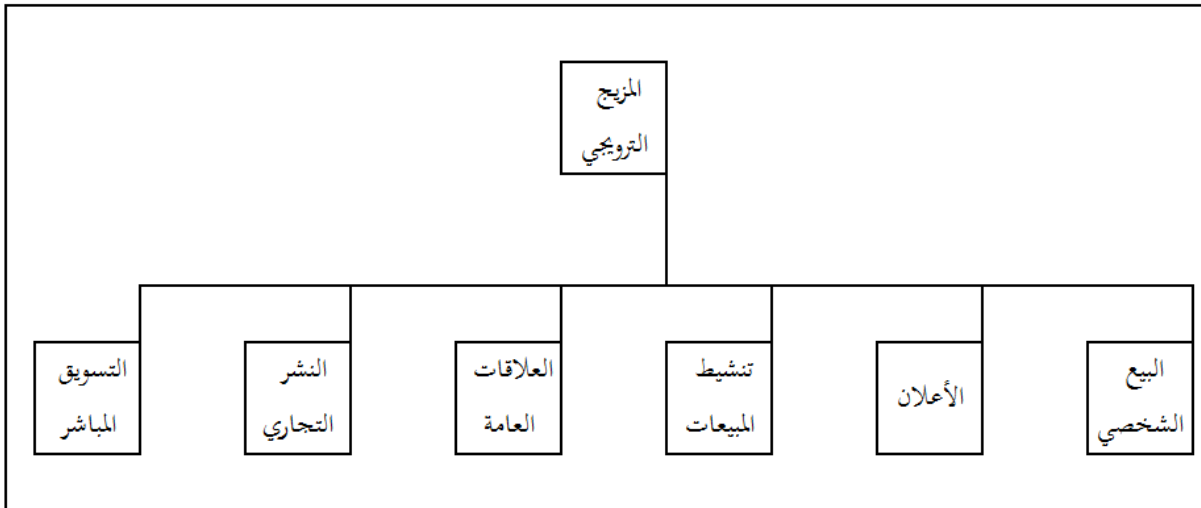 المزيج
الترويجي
البيع
الشخصي
الأعلان
تنشيط
المبيعات
العلاقات
العامة
النشر
التجاري
التسويق
المباشر